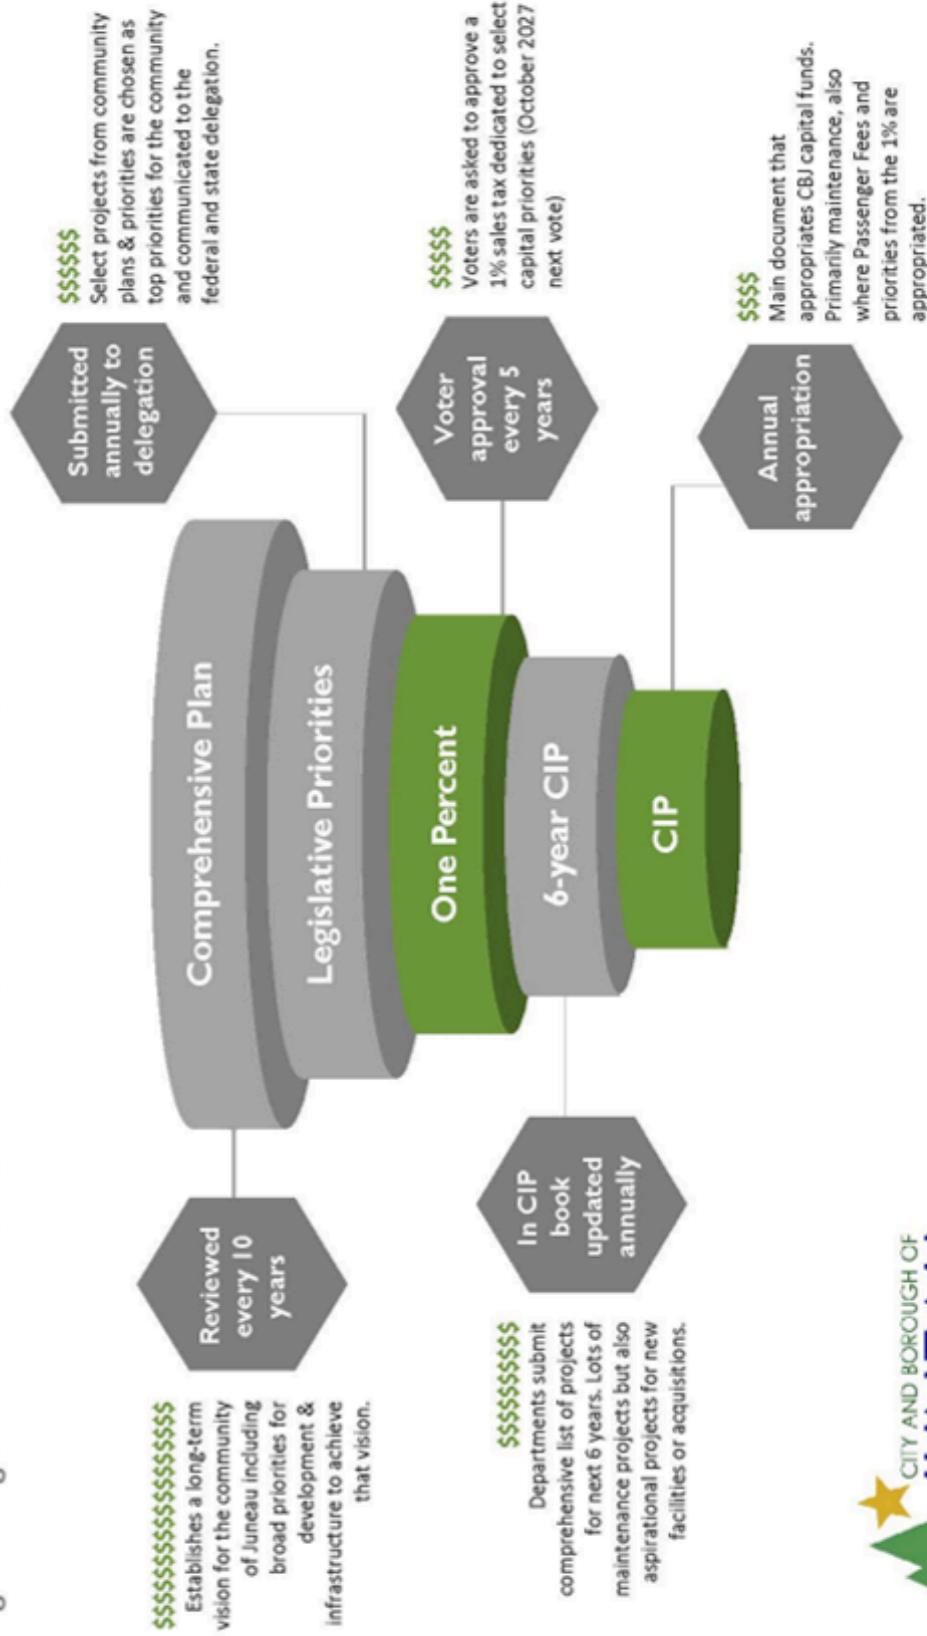 Comprehensive Plan
Legislative Priorities
One Percent
6-year CIP
CIP
Reviewed
every 10
years
$$$$$$$$$$$$$$$$$$$$
Establishes a long-term
vision for the community
of Juneau including
broad priorities for
development &
infrastructure to achieve
that vision.
Submitted
annually to
delegation
$$$$$$
Select projects from community
plans & priorities are chosen as
top priorities for the community
and communicated to the
federal and state delegation.
Voter
approval
every 5
years
$$$$$
Voters are asked to approve a
1% sales tax dedicated to select
capital priorities (October 2027
next vote)
In CIP
book
updated
annually
$$$$$$$$$$
Departments submit
comprehensive list of projects
for next 6 years. Lots of
maintenance projects but also
aspirational projects for new
facilities or acquisitions.
Annual
appropriation
$$$$
Main document that
appropriates CBJ capital funds.
Primarily maintenance, also
where Passenger Fees and
priorities from the 1% are
appropriated.
CITY AND BOROUGH OF